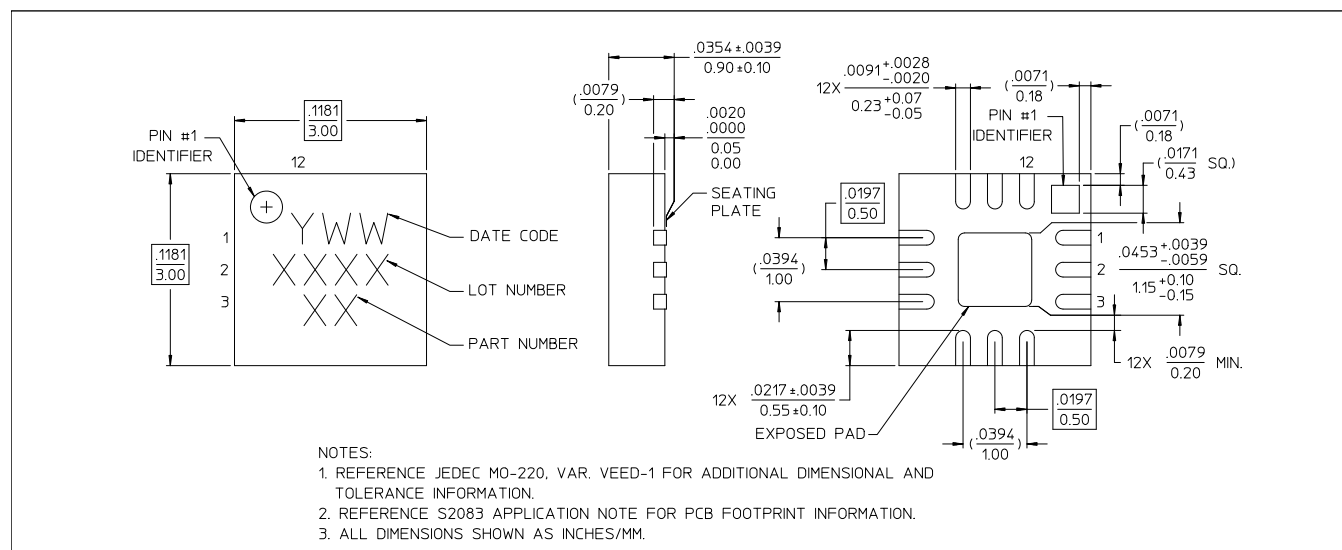 .1181
3.00
PIN #1
IDENTIFIER
12
.1181
3.00
1
2
3
YWW
XXXX
XX
DATE CODE
LOT NUMBER
PART NUMBER
.0354 ±.0039
0.90 ±0.10
(.0079
0.20)
.0020
.0000
0.05
0.00
SEATING
PLATE
12X .0091 +.0028
-.0020
0.23 +0.07
-0.05
(.0071
0.18)
PIN #1
IDENTIFIER
12
(.0071
0.18)
(.0171
0.43 SQ.)
.0197
0.50
(.0394
1.00)
1
2
3
.0453 +.0039
-.0059 SQ.
1.15 +0.10
-0.15
12X .0079 MIN.
0.20
12X .0217 ±.0039
0.55 ±0.10
EXPOSED PAD
.0197
0.50
(.0394
1.00)
NOTES:
1. REFERENCE JEDEC MO-220, VAR. VEED-1 FOR ADDITIONAL DIMENSIONAL AND
TOLERANCE INFORMATION.
2. REFERENCE S2083 APPLICATION NOTE FOR PCB FOOTPRINT INFORMATION.
3. ALL DIMENSIONS SHOWN AS INCHES/MM.